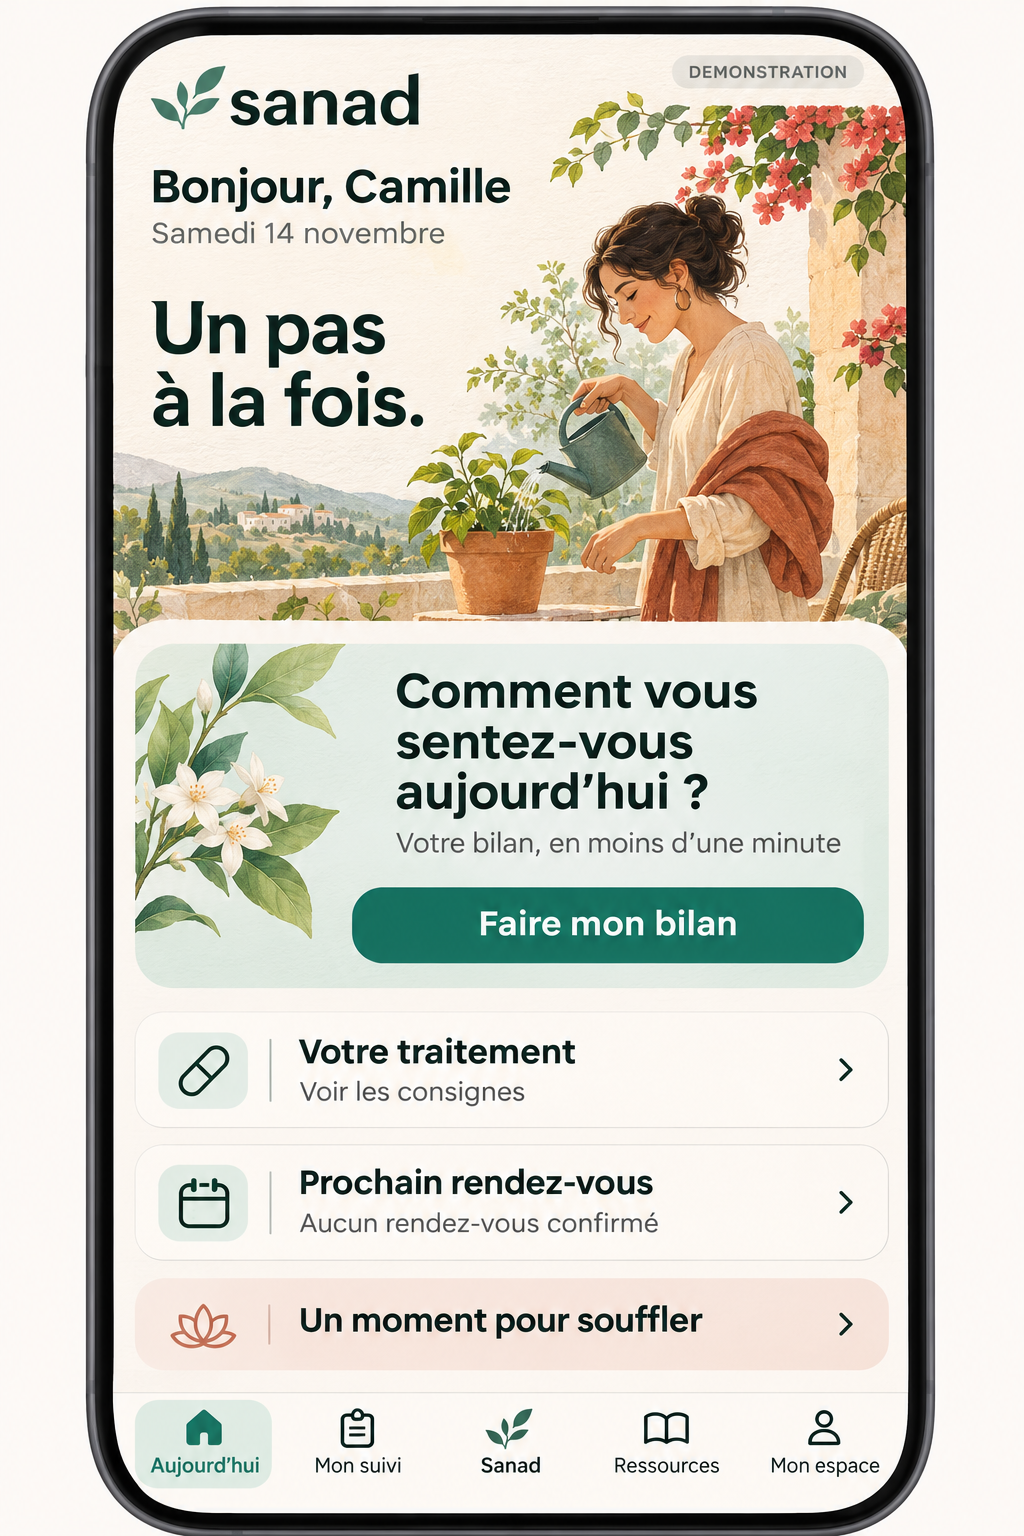 sanad
DEMONSTRATION
Bonjour, Camille
Samedi 14 novembre
Un pas
à la fois.
Comment vous
sentez-vous
aujourd’hui ?
Votre bilan, en moins d’une minute
Faire mon bilan
Votre traitement
Voir les consignes
Prochain rendez-vous
Aucun rendez-vous confirmé
Un moment pour souffler
Aujourd’hui
Mon suivi
Sanad
Ressources
Mon espace